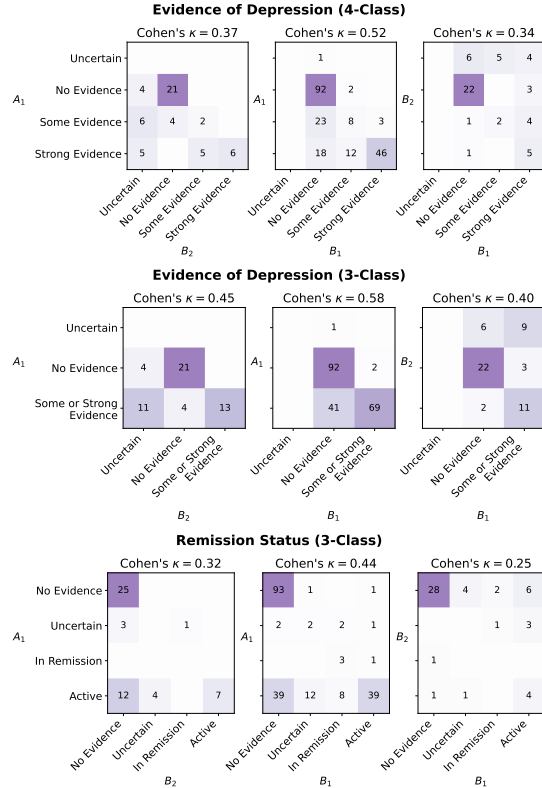 Evidence of Depression (4-Class)
Cohen's κ = 0.37 Cohen's κ = 0.52 Cohen's κ = 0.34
Uncertain 1 6 5 4
No Evidence 4 21 92 2 22 3
A1 A1 B2
Some Evidence 6 4 2 23 8 3 1 2 4
Strong Evidence 5 5 6 18 12 46 1 5
Uncertain No Evidence Some Evidence Strong Evidence Uncertain No Evidence Some Evidence Strong Evidence Uncertain No Evidence Some Evidence Strong Evidence
B2 B1 B1
Evidence of Depression (3-Class)
Cohen's κ = 0.45 Cohen's κ = 0.58 Cohen's κ = 0.40
Uncertain 1 6 9
A1 No Evidence 4 21 A1 92 2 B2 22 3
Some or Strong
Evidence 11 4 13 41 69 2 11
Uncertain No Evidence Some or Strong Evidence Uncertain No Evidence Some or Strong Evidence Uncertain No Evidence Some or Strong Evidence
B2 B1 B1
Remission Status (3-Class)
Cohen's κ = 0.32 Cohen's κ = 0.44 Cohen's κ = 0.25
No Evidence 25 93 1 1 28 4 2 6
Uncertain 3 1 2 2 2 1 1 3
A1 A1 B2
In Remission 3 1 1
Active 12 4 7 39 12 8 39 1 1 4
No Evidence Uncertain In Remission Active No Evidence Uncertain In Remission Active No Evidence Uncertain In Remission Active
B2 B1 B1